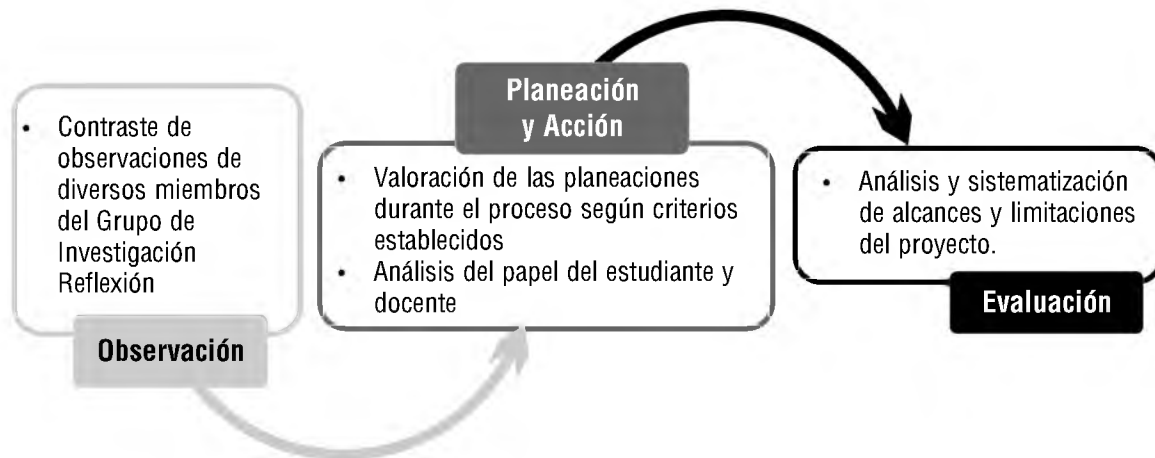 • Contraste de
observaciones de
diversos miembros
del Grupo de
Investigación
Reflexión
Observación
Planeación
y Acción
• Valoración de las planeaciones
durante el proceso según criterios
establecidos
• Análisis del papel del estudiante y
docente
• Análisis y sistematización
de alcances y limitaciones
del proyecto.
Evaluación